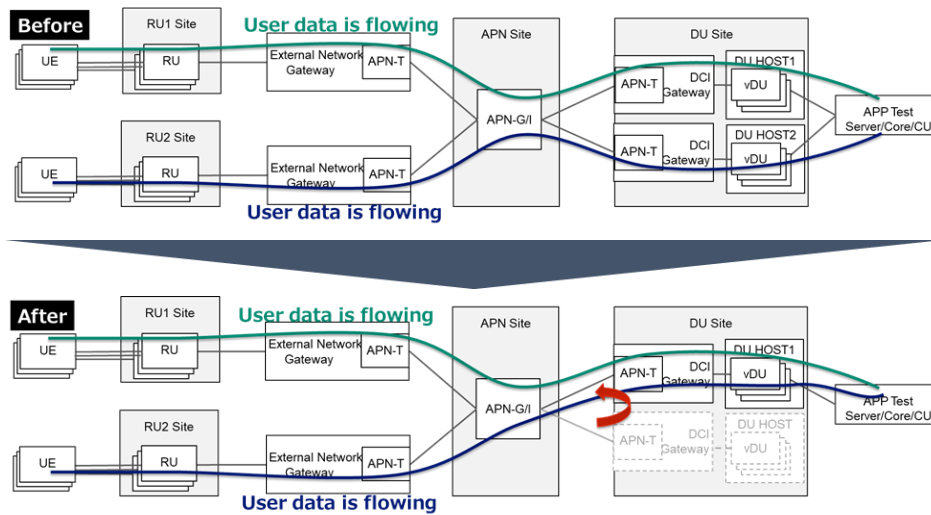 Before
User data is flowing
RU1 Site
UE
RU
External Network
Gateway
APN-T
APN Site
APN-G/I
DU Site
APN-T
DCI
Gateway
DU HOST1
vDU
APP Test
Server/Core/CU
RU2 Site
UE
RU
External Network
Gateway
APN-T
APN-T
DCI
Gateway
DU HOST2
vDU
User data is flowing
After
User data is flowing
RU1 Site
UE
RU
External Network
Gateway
APN-T
APN Site
APN-G/I
DU Site
APN-T
DCI
Gateway
DU HOST1
vDU
APP Test
Server/Core/CU
RU2 Site
UE
RU
External Network
Gateway
APN-T
APN-T
DCI
Gateway
DU HOST
vDU
User data is flowing